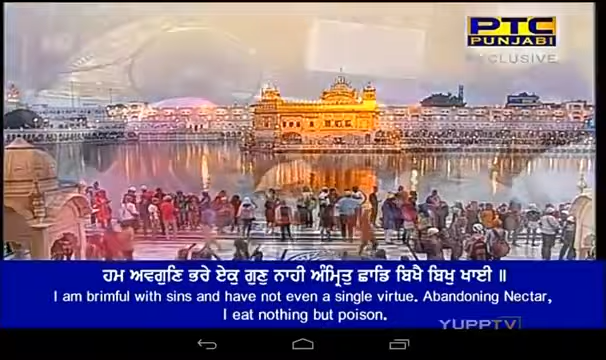 PTC
PUNJABI
EXCLUSIVE
ਹਮ ਅਵਗੁਣਿ ਭਰੇ ਏਕੁ ਗੁਣੁ ਨਾਹੀ ਅੰਮ੍ਰਿਤੁ ਛਾਡਿ ਬਿਖੈ ਬਿਖੁ ਖਾਈ ॥
I am brimful with sins and have not even a single virtue. Abandoning Nectar,
I eat nothing but poison.
YUPPTV